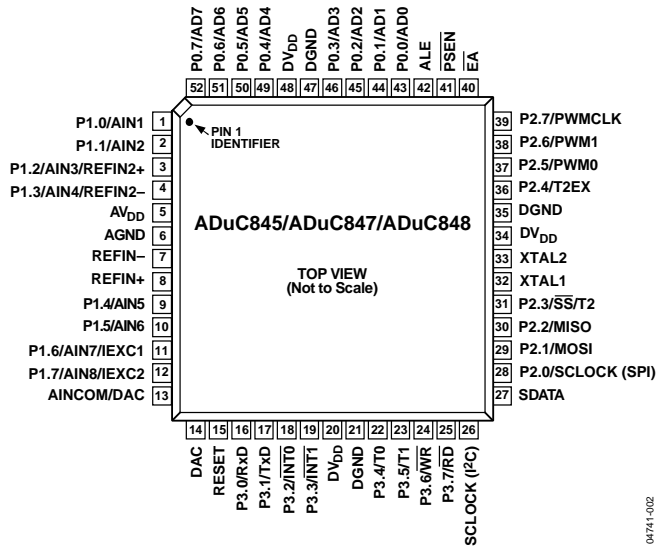 P0.7/AD7
P0.6/AD6
P0.5/AD5
P0.4/AD4
DVDD
DGND
P0.3/AD3
P0.2/AD2
P0.1/AD1
P0.0/AD0
ALE
P̅S̅E̅N̅
E̅A̅
52 51 50 49 48 47 46 45 44 43 42 41 40
P1.0/AIN1 1
P1.1/AIN2 2
P1.2/AIN3/REFIN2+ 3
P1.3/AIN4/REFIN2– 4
AVDD 5
AGND 6
REFIN– 7
REFIN+ 8
P1.4/AIN5 9
P1.5/AIN6 10
P1.6/AIN7/IEXC1 11
P1.7/AIN8/IEXC2 12
AINCOM/DAC 13
PIN 1
IDENTIFIER
ADuC845/ADuC847/ADuC848
TOP VIEW
(Not to Scale)
39 P2.7/PWMCLK
38 P2.6/PWM1
37 P2.5/PWM0
36 P2.4/T2EX
35 DGND
34 DVDD
33 XTAL2
32 XTAL1
31 P2.3/S̅S̅/T2
30 P2.2/MISO
29 P2.1/MOSI
28 P2.0/SCLOCK (SPI)
27 SDATA
14 15 16 17 18 19 20 21 22 23 24 25 26
DAC
RESET
P3.0/RxD
P3.1/TxD
P3.2/I̅N̅T̅0̅
P3.3/I̅N̅T̅1̅
DVDD
DGND
P3.4/T0
P3.5/T1
P3.6/W̅R̅
P3.7/R̅D̅
SCLOCK (I²C)
04741-002